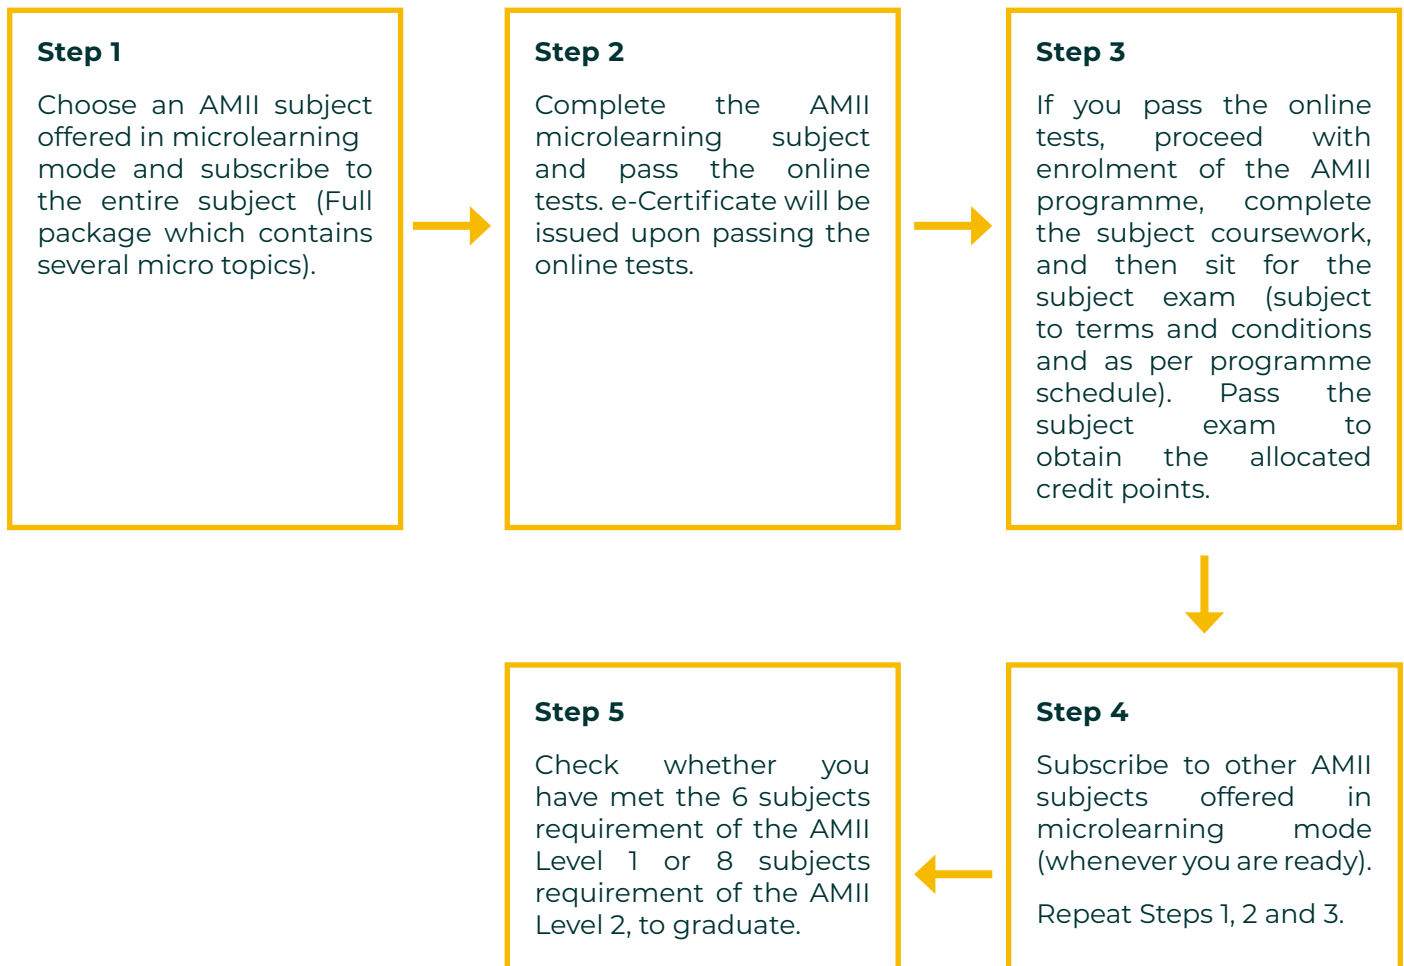 Step 1
Choose an AMII subject
offered in microlearning
mode and subscribe to
the entire subject (Full
package which contains
several micro topics).
Step 2
Complete the AMII
microlearning subject
and pass the online
tests. e-Certificate will be
issued upon passing the
online tests.
Step 3
If you pass the online
tests, proceed with
enrolment of the AMII
programme, complete
the subject coursework,
and then sit for the
subject exam (subject
to terms and conditions
and as per programme
schedule). Pass the
subject exam to
obtain the allocated
credit points.
Step 4
Subscribe to other AMII
subjects offered in
microlearning mode
(whenever you are ready).
Repeat Steps 1, 2 and 3.
Step 5
Check whether you
have met the 6 subjects
requirement of the AMII
Level 1 or 8 subjects
requirement of the AMII
Level 2, to graduate.